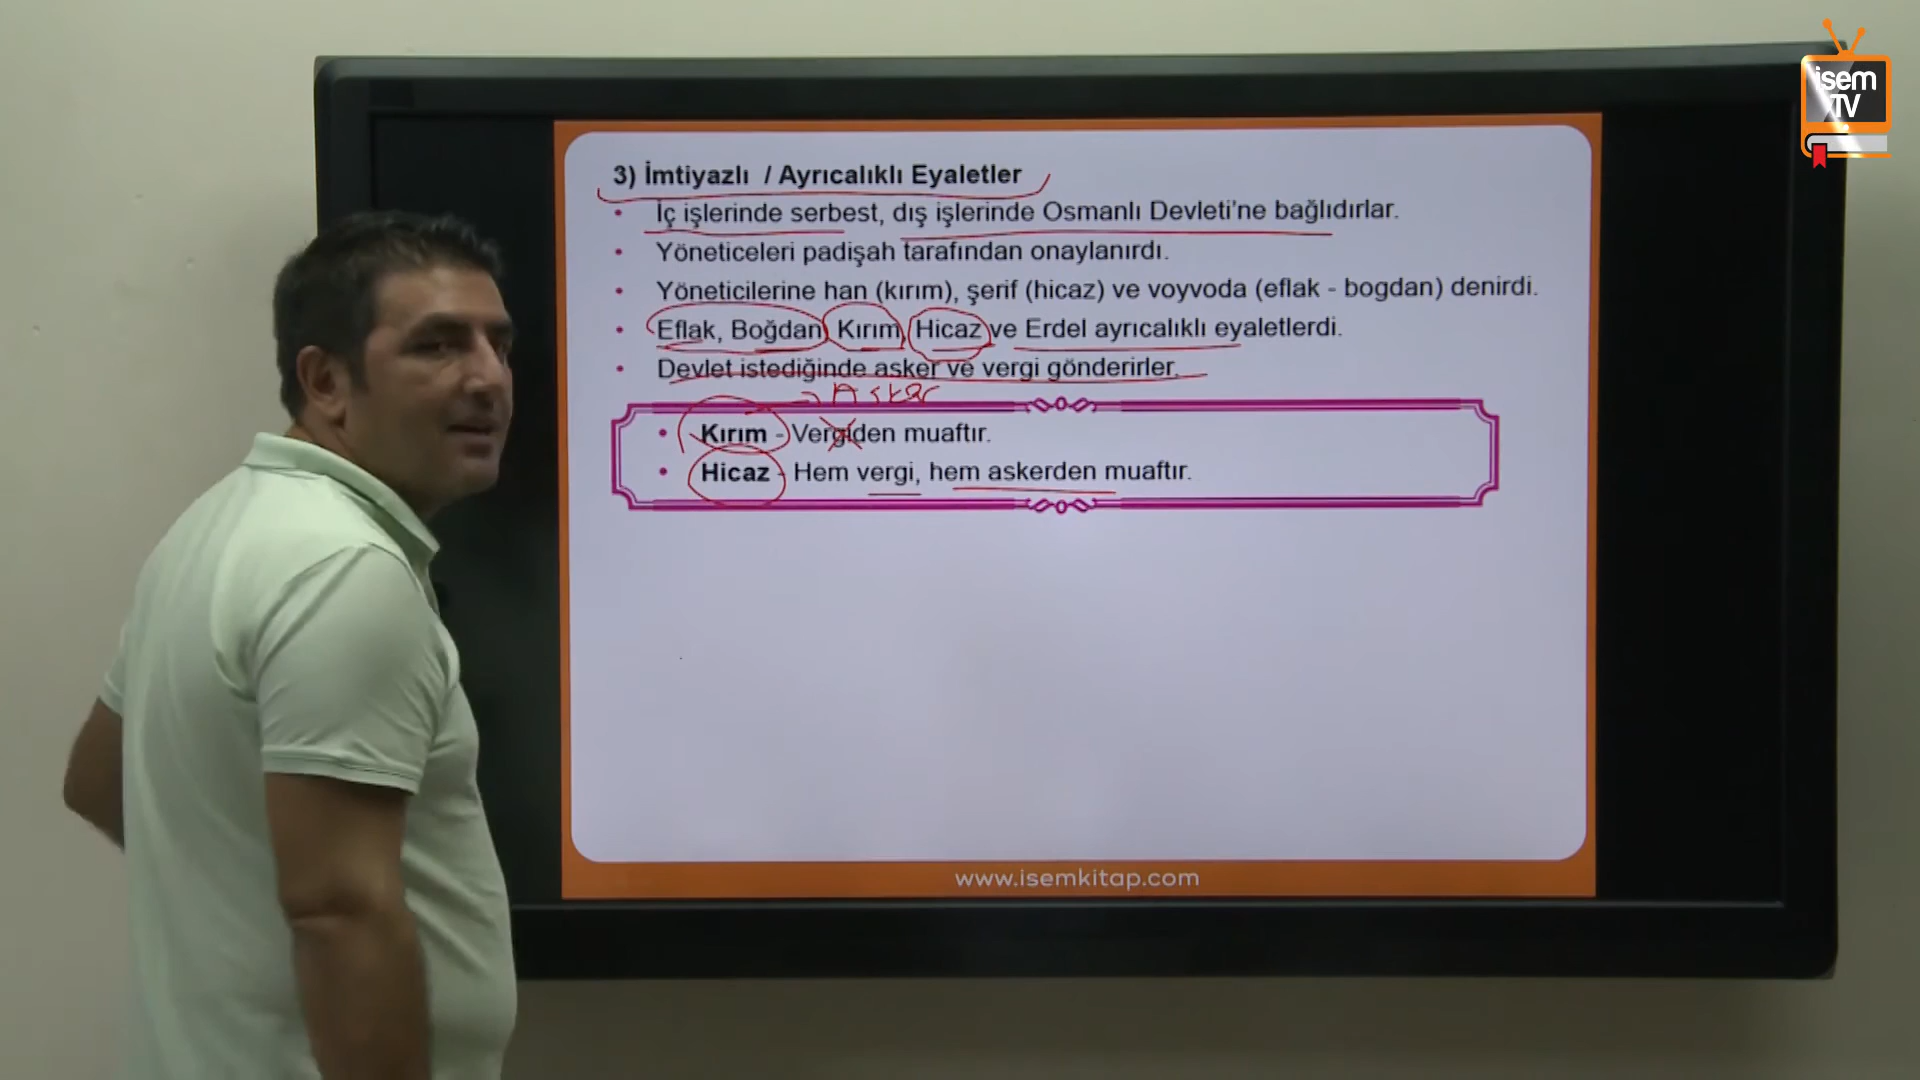 isem
TV
3) İmtiyazlı / Ayrıcalıklı Eyaletler
• İç işlerinde serbest, dış işlerinde Osmanlı Devleti'ne bağlıdırlar.
• Yöneticeleri padişah tarafından onaylanırdı.
• Yöneticilerine han (kırım), şerif (hicaz) ve voyvoda (eflak - bogdan) denirdi.
• Eflak, Boğdan, Kırım, Hicaz ve Erdel ayrıcalıklı eyaletlerdi.
• Devlet istediğinde asker ve vergi gönderirler.
Asker
• Kırım - Vergiden muaftır.
• Hicaz - Hem vergi, hem askerden muaftır.
www.isemkitap.com